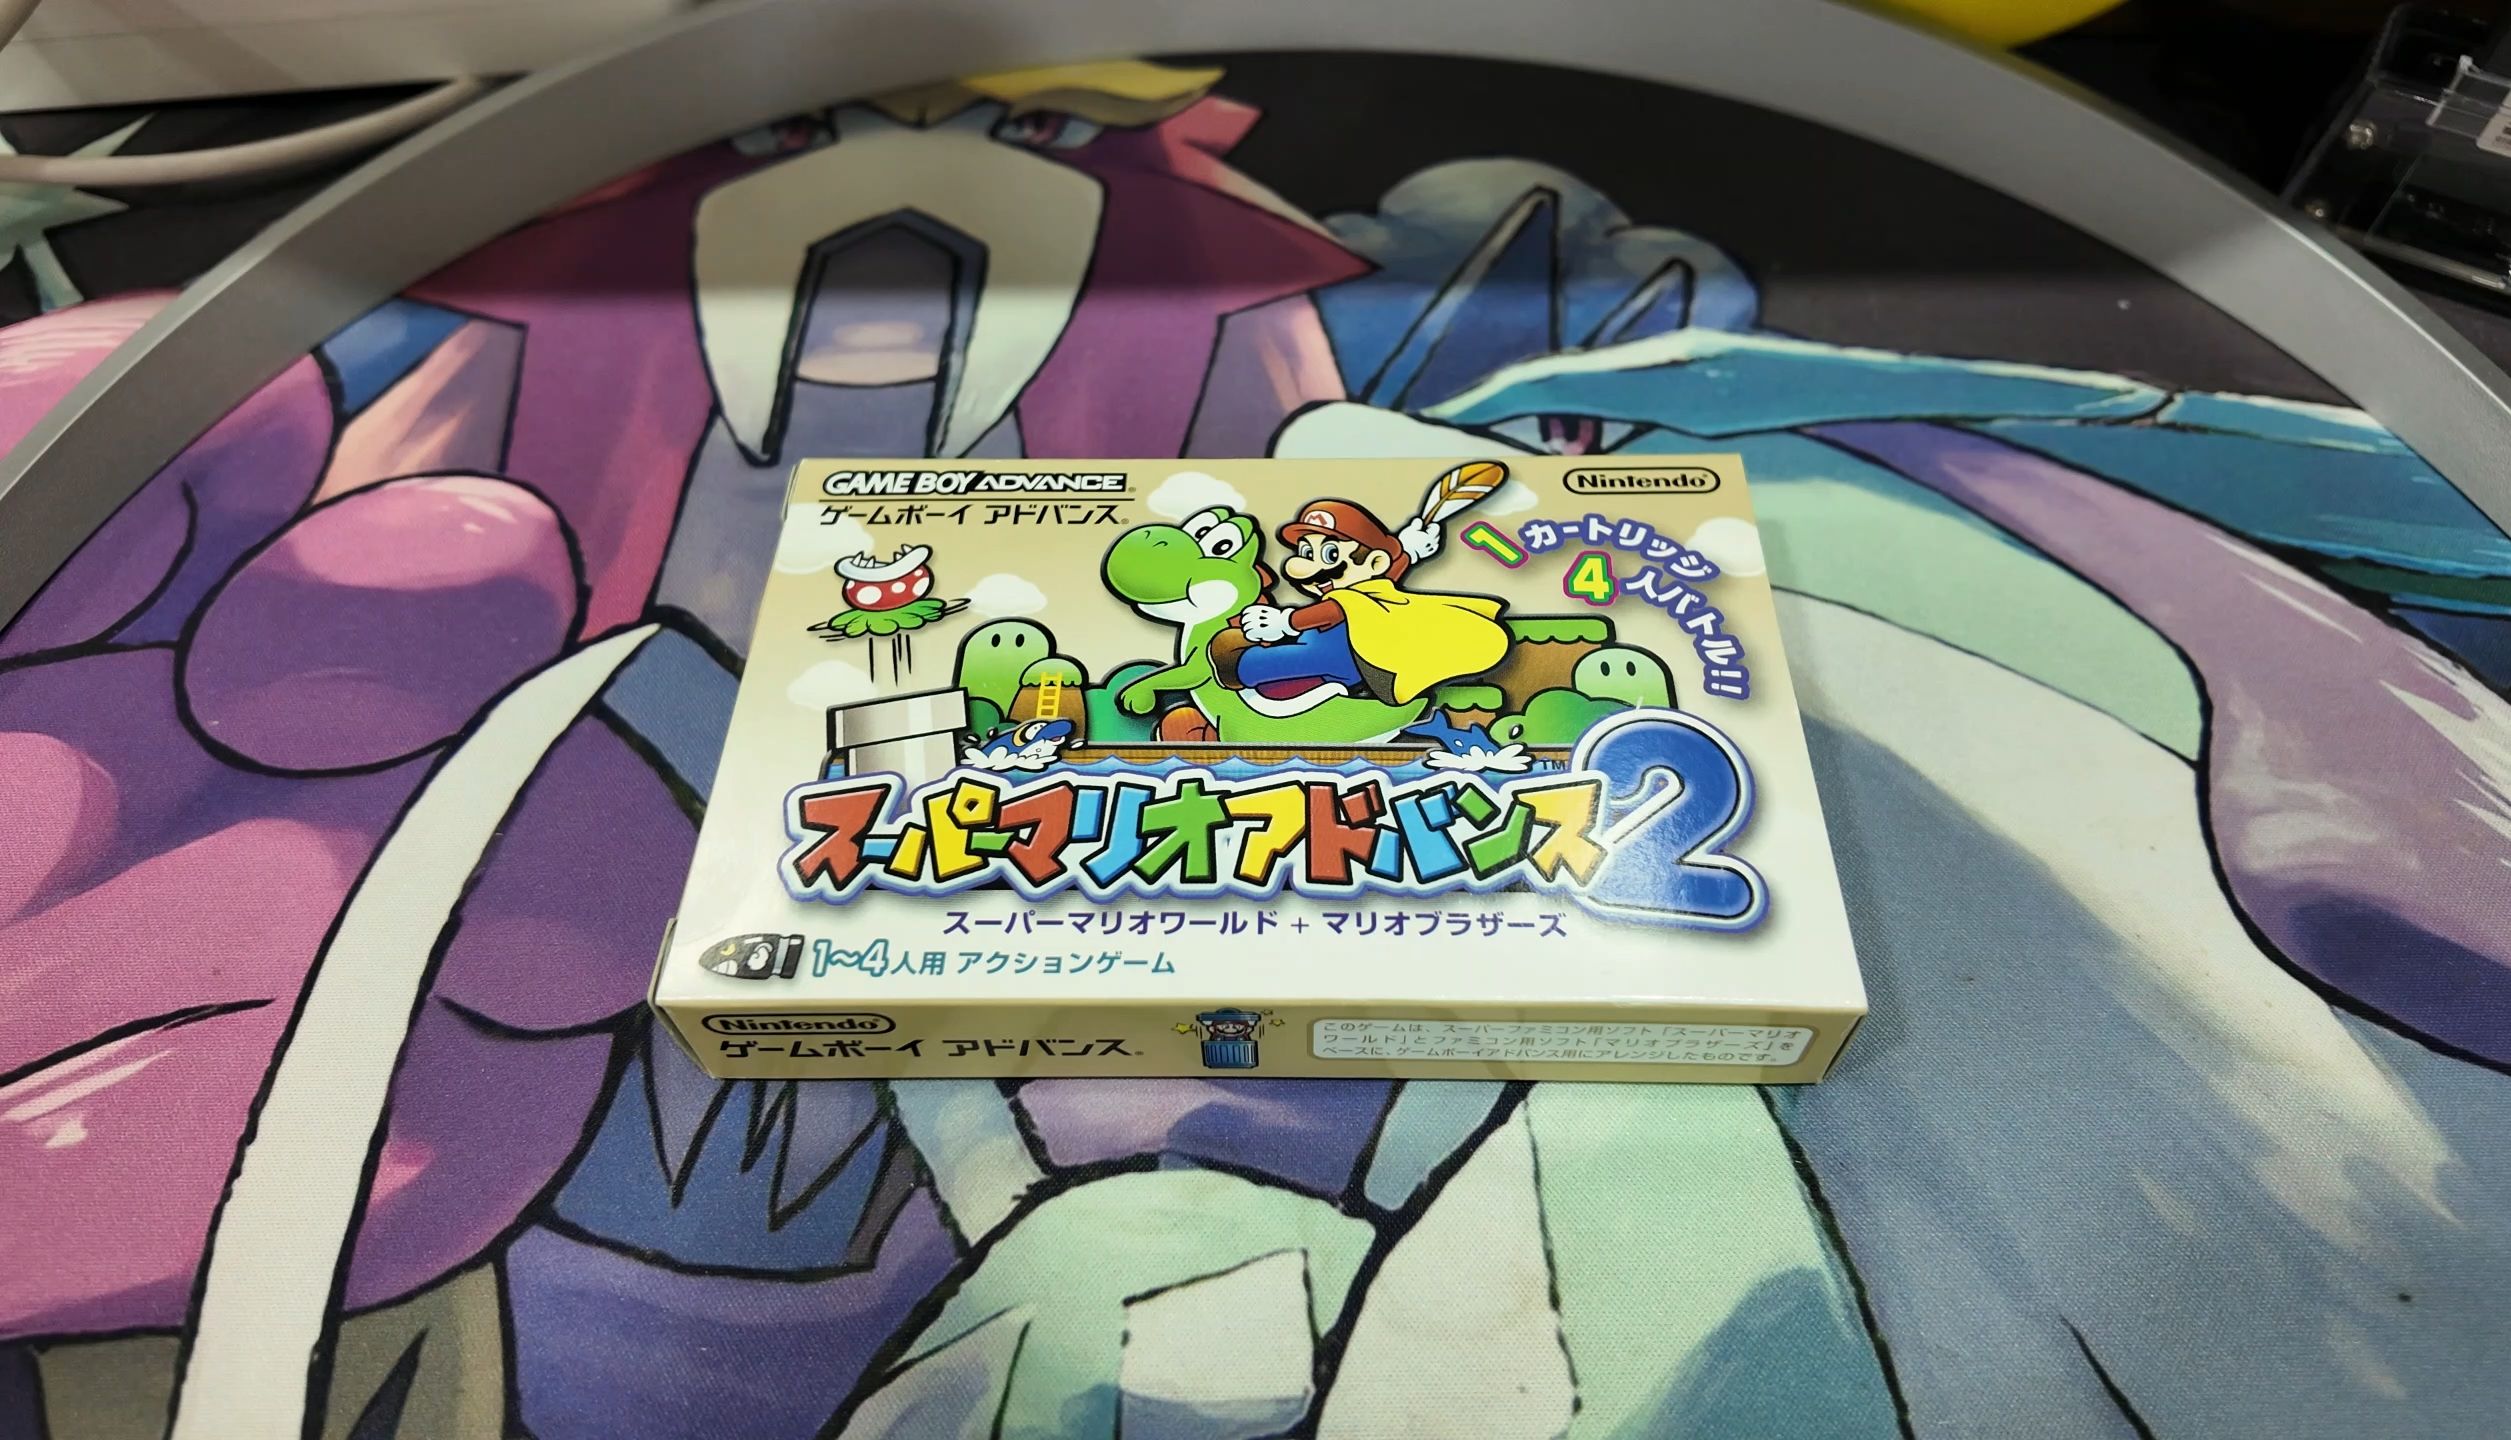 GAME BOY ADVANCE
ゲームボーイ アドバンス
Nintendo
1カートリッジ
4人バトル!!
M
TM
スーパーマリオアドバンス2
スーパーマリオワールド + マリオブラザーズ
1〜4人用 アクションゲーム
Nintendo
ゲームボーイ アドバンス
このゲームは、スーパーファミコン用ソフト「スーパーマリオ
ワールド」とファミコン用ソフト「マリオブラザーズ」を
ベースに、ゲームボーイアドバンス用にアレンジしたものです。